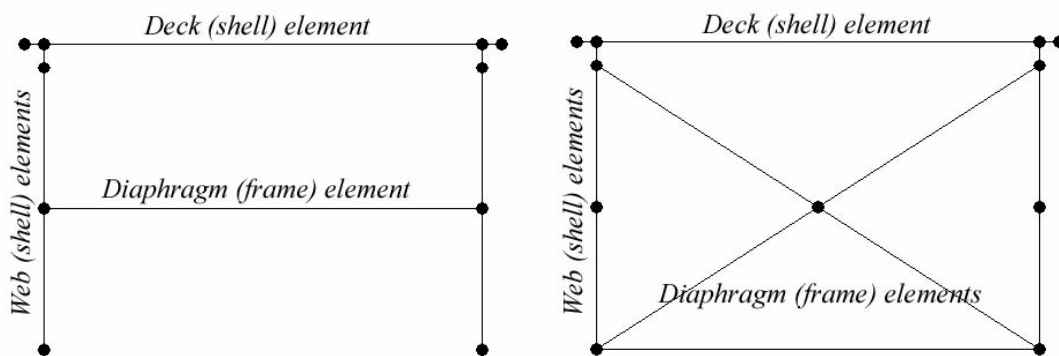 Deck (shell) element
Web (shell) elements
Diaphragm (frame) element
Deck (shell) element
Web (shell) elements
Diaphragm (frame) elements